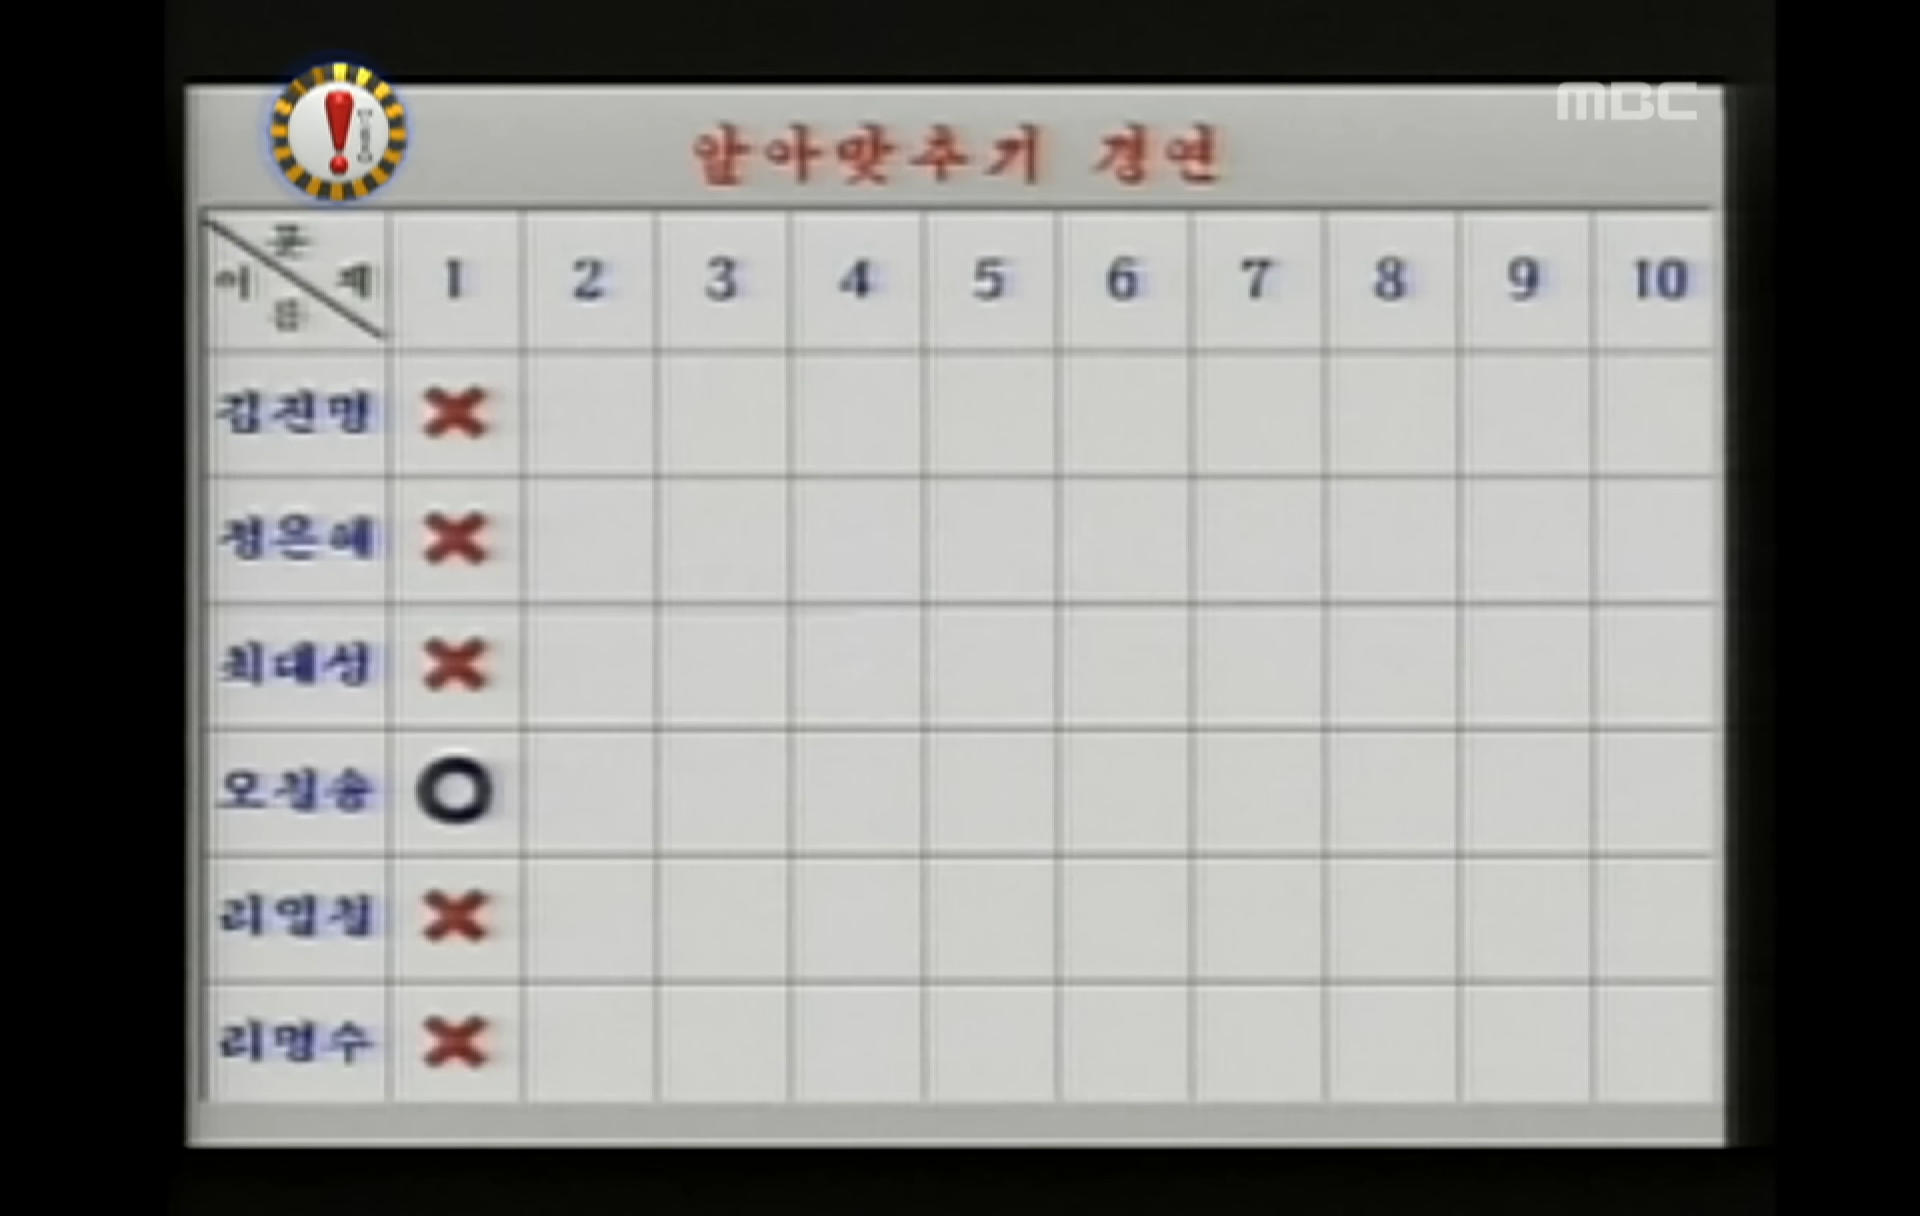 MBC
알아맞추기 경연
문제
이름
1 2 3 4 5 6 7 8 9 10
김진명 ×
정은애 ×
최대성 ×
오철송 O
리일철 ×
리명수 ×